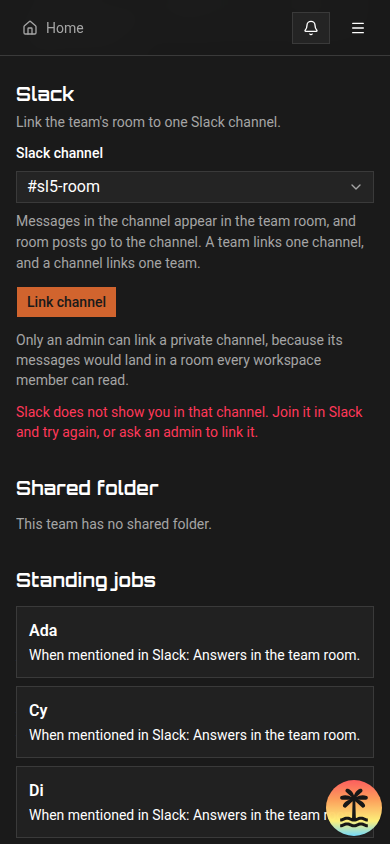 Home
Slack
Link the team's room to one Slack channel.
Slack channel
#sl5-room
Messages in the channel appear in the team room, and
room posts go to the channel. A team links one channel,
and a channel links one team.
Link channel
Only an admin can link a private channel, because its
messages would land in a room every workspace
member can read.
Slack does not show you in that channel. Join it in Slack
and try again, or ask an admin to link it.
Shared folder
This team has no shared folder.
Standing jobs
Ada
When mentioned in Slack: Answers in the team room.
Cy
When mentioned in Slack: Answers in the team room.
Di
When mentioned in Slack: Answers in the team